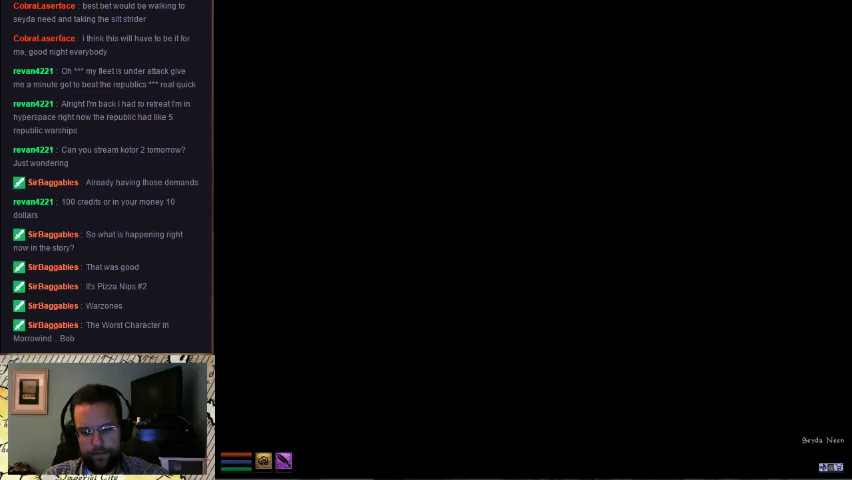 CobraLaserface : best bet would be walking to
seyda need and taking the silt strider
CobraLaserface : i think this will have to be it for
me, good night everybody
revan4221 : Oh *** my fleet is under attack give
me a minute got to beat the republics *** real quick
revan4221 : Alright I'm back I had to retreat I'm in
hyperspace right now the republic had like 5
republic warships
revan4221 : Can you stream kotor 2 tomorrow?
Just wondering
SirBaggables : Already having those demands
revan4221 : 100 credits or in your money 10
dollars
SirBaggables : So what is happening right
now in the story?
SirBaggables : That was good
SirBaggables : It's Pizza Nips #2
SirBaggables : Warzones
SirBaggables : The Worst Character in
Morrowind...Bob
Seyda Neen
Imperial City